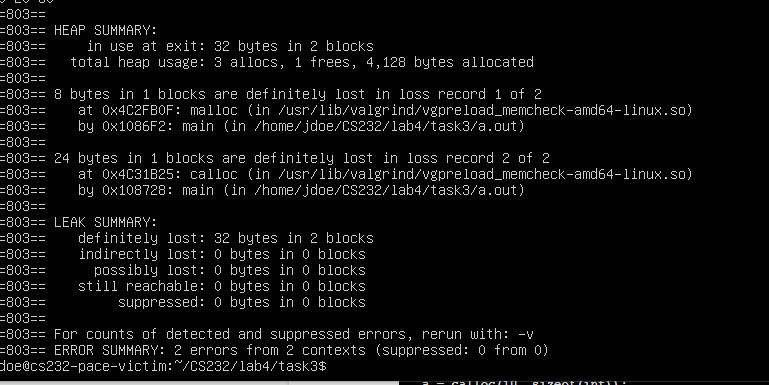 =803==
=803== HEAP SUMMARY:
=803==     in use at exit: 32 bytes in 2 blocks
=803==   total heap usage: 3 allocs, 1 frees, 4,128 bytes allocated
=803==
=803== 8 bytes in 1 blocks are definitely lost in loss record 1 of 2
=803==    at 0x4C2FB0F: malloc (in /usr/lib/valgrind/vgpreload_memcheck-amd64-linux.so)
=803==    by 0x1086F2: main (in /home/jdoe/CS232/lab4/task3/a.out)
=803==
=803== 24 bytes in 1 blocks are definitely lost in loss record 2 of 2
=803==    at 0x4C31B25: calloc (in /usr/lib/valgrind/vgpreload_memcheck-amd64-linux.so)
=803==    by 0x108728: main (in /home/jdoe/CS232/lab4/task3/a.out)
=803==
=803== LEAK SUMMARY:
=803==    definitely lost: 32 bytes in 2 blocks
=803==    indirectly lost: 0 bytes in 0 blocks
=803==      possibly lost: 0 bytes in 0 blocks
=803==    still reachable: 0 bytes in 0 blocks
=803==         suppressed: 0 bytes in 0 blocks
=803==
=803== For counts of detected and suppressed errors, rerun with: -v
=803== ERROR SUMMARY: 2 errors from 2 contexts (suppressed: 0 from 0)
doe@cs232-pace-victim:~/CS232/lab4/task3$
a = calloc(10, sizeof(int));